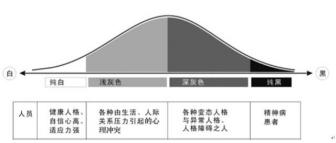 白
黑
纯白
浅灰色
深灰色
纯黑
人员
健康人格、
自信心高、
适应力强
各种由生活、人际
关系压力引起的心
理冲突
各种变态人格
与异常人格、
人格障碍之人
精神病
患者